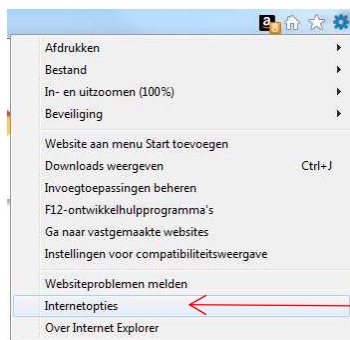 a
Afdrukken
Bestand
In- en uitzoomen (100%)
Beveiliging
Website aan menu Start toevoegen
Downloads weergeven Ctrl+J
Invoegtoepassingen beheren
F12-ontwikkelhulpprogramma's
Ga naar vastgemaakte websites
Instellingen voor compatibiliteitsweergave
Websiteproblemen melden
Internetopties
Over Internet Explorer